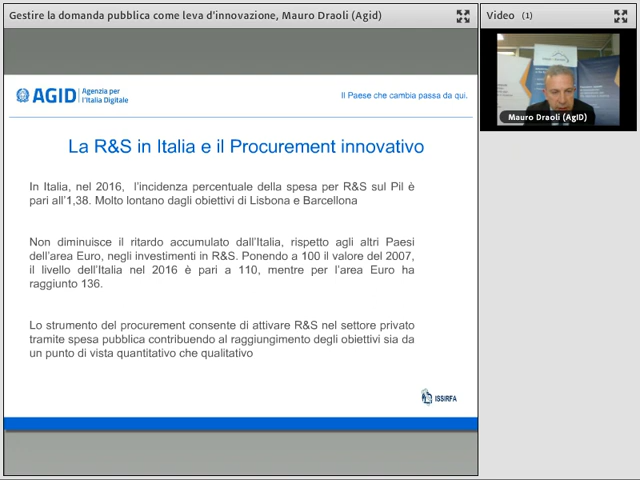 Gestire la domanda pubblica come leva d'innovazione, Mauro Draoli (Agid)
Video (1)
AGID Agenzia per l'Italia Digitale
Il Paese che cambia passa da qui.
Mauro Draoli (AgID)
La R&S in Italia e il Procurement innovativo
In Italia, nel 2016, l'incidenza percentuale della spesa per R&S sul Pil è
pari all'1,38. Molto lontano dagli obiettivi di Lisbona e Barcellona
Non diminuisce il ritardo accumulato dall'Italia, rispetto agli altri Paesi
dell'area Euro, negli investimenti in R&S. Ponendo a 100 il valore del 2007,
il livello dell'Italia nel 2016 è pari a 110, mentre per l'area Euro ha
raggiunto 136.
Lo strumento del procurement consente di attivare R&S nel settore privato
tramite spesa pubblica contribuendo al raggiungimento degli obiettivi sia da
un punto di vista quantitativo che qualitativo
ISSIRFA